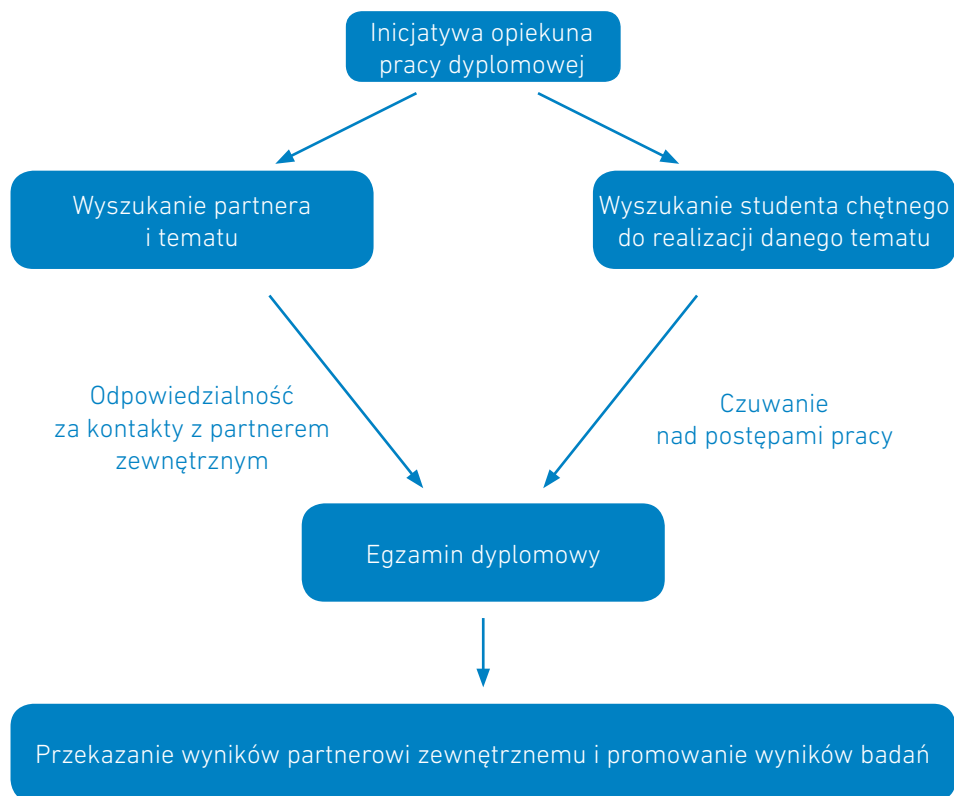 Inicjatywa opiekuna
pracy dyplomowej
Wyszukanie partnera
i tematu
Wyszukanie studenta chętnego
do realizacji danego tematu
Odpowiedzialność
za kontakty z partnerem
zewnętrznym
Czuwanie
nad postępami pracy
Egzamin dyplomowy
Przekazanie wyników partnerowi zewnętrznemu i promowanie wyników badań